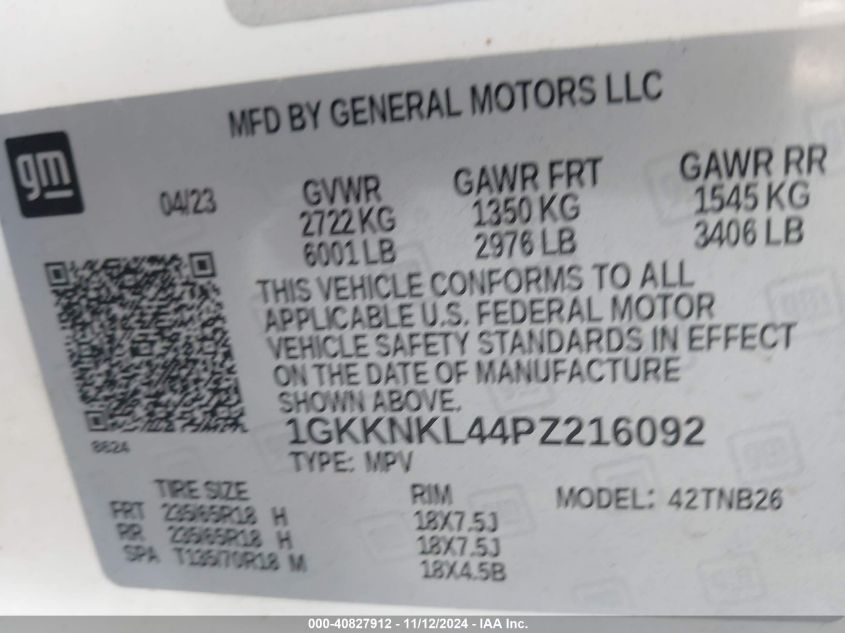 MFD BY GENERAL MOTORS LLC
gm
04/23 GVWR GAWR FRT GAWR RR
2722 KG 1350 KG 1545 KG
6001 LB 2976 LB 3406 LB
THIS VEHICLE CONFORMS TO ALL
APPLICABLE U.S. FEDERAL MOTOR
VEHICLE SAFETY STANDARDS IN EFFECT
ON THE DATE OF MANUFACTURE
SHOWN ABOVE.
1GKKNKL44PZ216092
8624
TYPE: MPV
TIRE SIZE RIM MODEL: 42TNB26
FRT 235/65R18 H 18X7.5J
RR 235/65R18 H 18X7.5J
SPA T135/70R18 M 18X4.5B
000-40827912 - 11/12/2024 - IAA Inc.